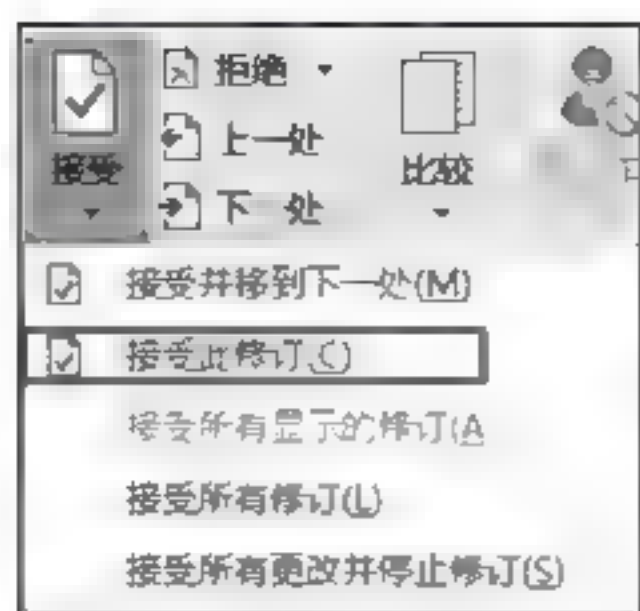 接受
拒绝
上一处
下一处
比较
接受并移到下一处(M)
接受此修订(C)
接受所有显示的修订(A
接受所有修订(L)
接受所有更改并停止修订(S)